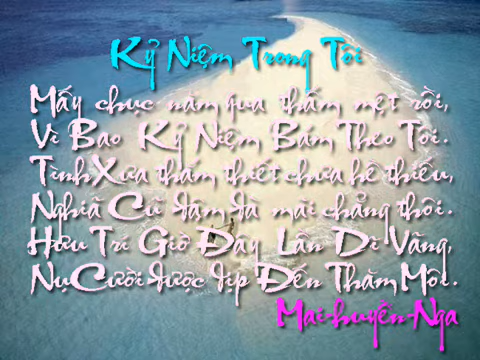 Kỷ Niệm Trong Tôi
Mấy chục năm qua thấm mệt rồi,
Vì Bao Kỷ Niệm Bám Theo Tôi.
Tình Xưa thắm thiết chưa hề thiếu,
Nghĩa Cũ đậm đà mãi chẳng thôi.
Hưu Trí Giờ Đây Lần Dĩ Vãng,
Nụ Cười được dịp Đến Thăm Môi.
Mai-huyền-Nga